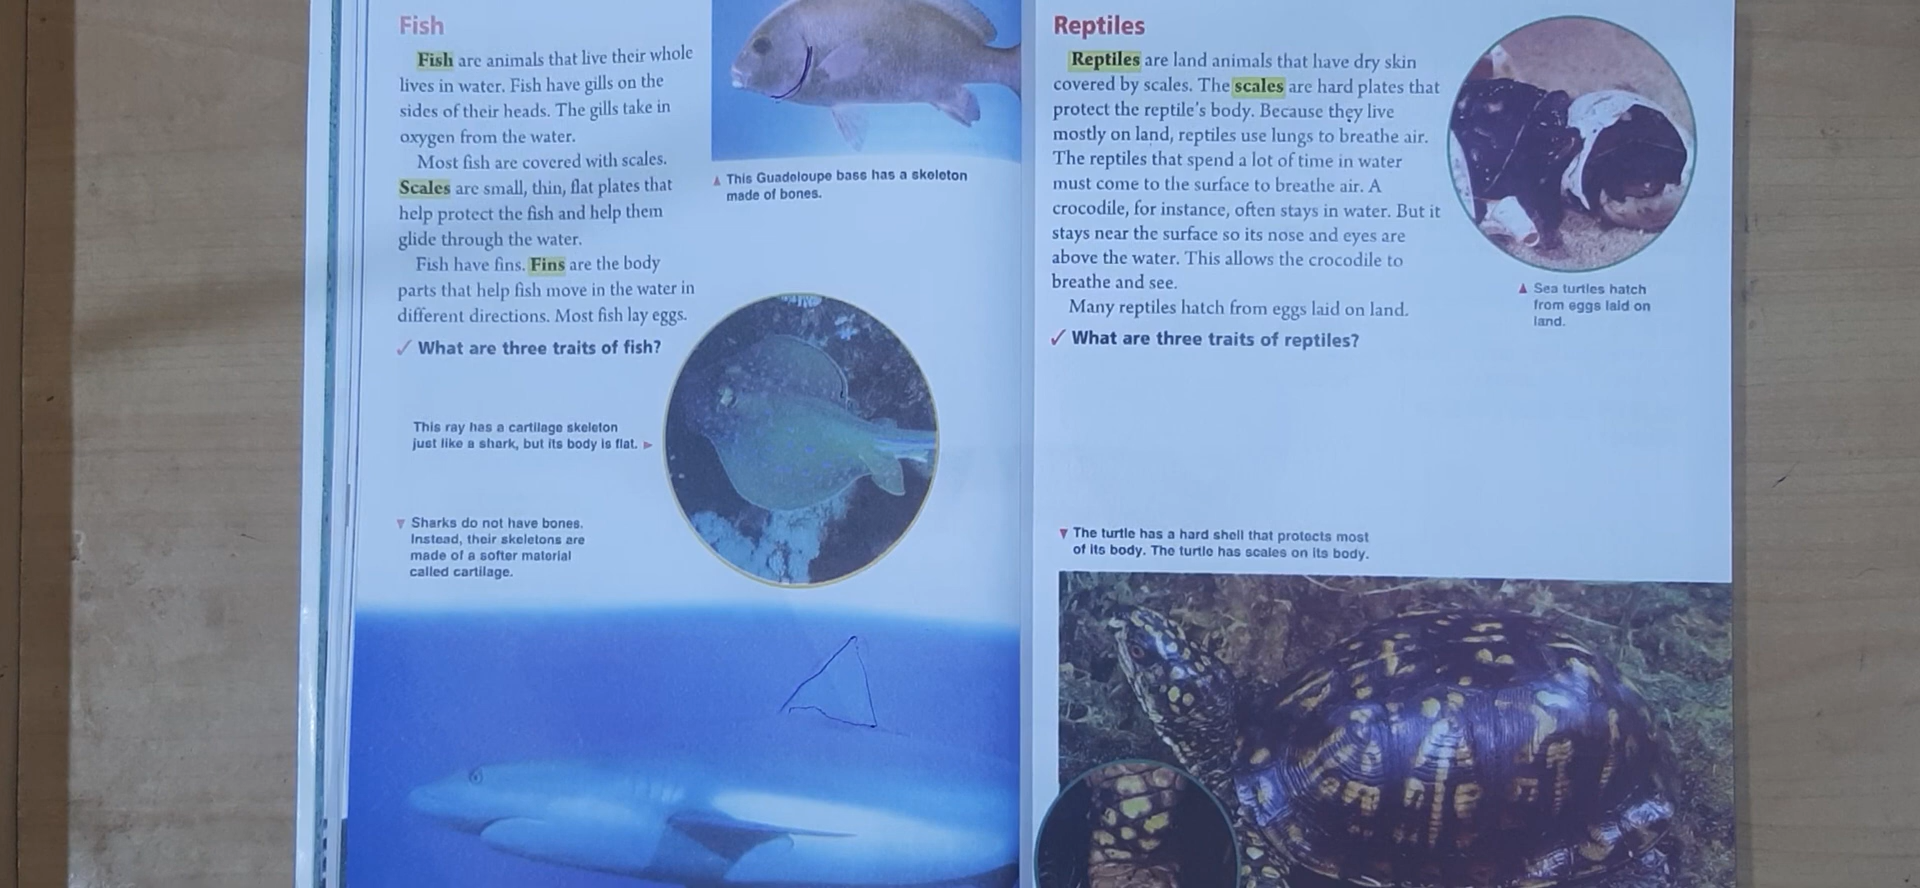 Fish
Fish are animals that live their whole
lives in water. Fish have gills on the
sides of their heads. The gills take in
oxygen from the water.
Most fish are covered with scales.
Scales are small, thin, flat plates that
help protect the fish and help them
glide through the water.
Fish have fins. Fins are the body
parts that help fish move in the water in
different directions. Most fish lay eggs.
✓ What are three traits of fish?
▲ This Guadeloupe bass has a skeleton
made of bones.
This ray has a cartilage skeleton
just like a shark, but its body is flat. ►
▼ Sharks do not have bones.
Instead, their skeletons are
made of a softer material
called cartilage.
Reptiles
Reptiles are land animals that have dry skin
covered by scales. The scales are hard plates that
protect the reptile's body. Because they live
mostly on land, reptiles use lungs to breathe air.
The reptiles that spend a lot of time in water
must come to the surface to breathe air. A
crocodile, for instance, often stays in water. But it
stays near the surface so its nose and eyes are
above the water. This allows the crocodile to
breathe and see.
Many reptiles hatch from eggs laid on land.
✓ What are three traits of reptiles?
▲ Sea turtles hatch
from eggs laid on
land.
▼ The turtle has a hard shell that protects most
of its body. The turtle has scales on its body.